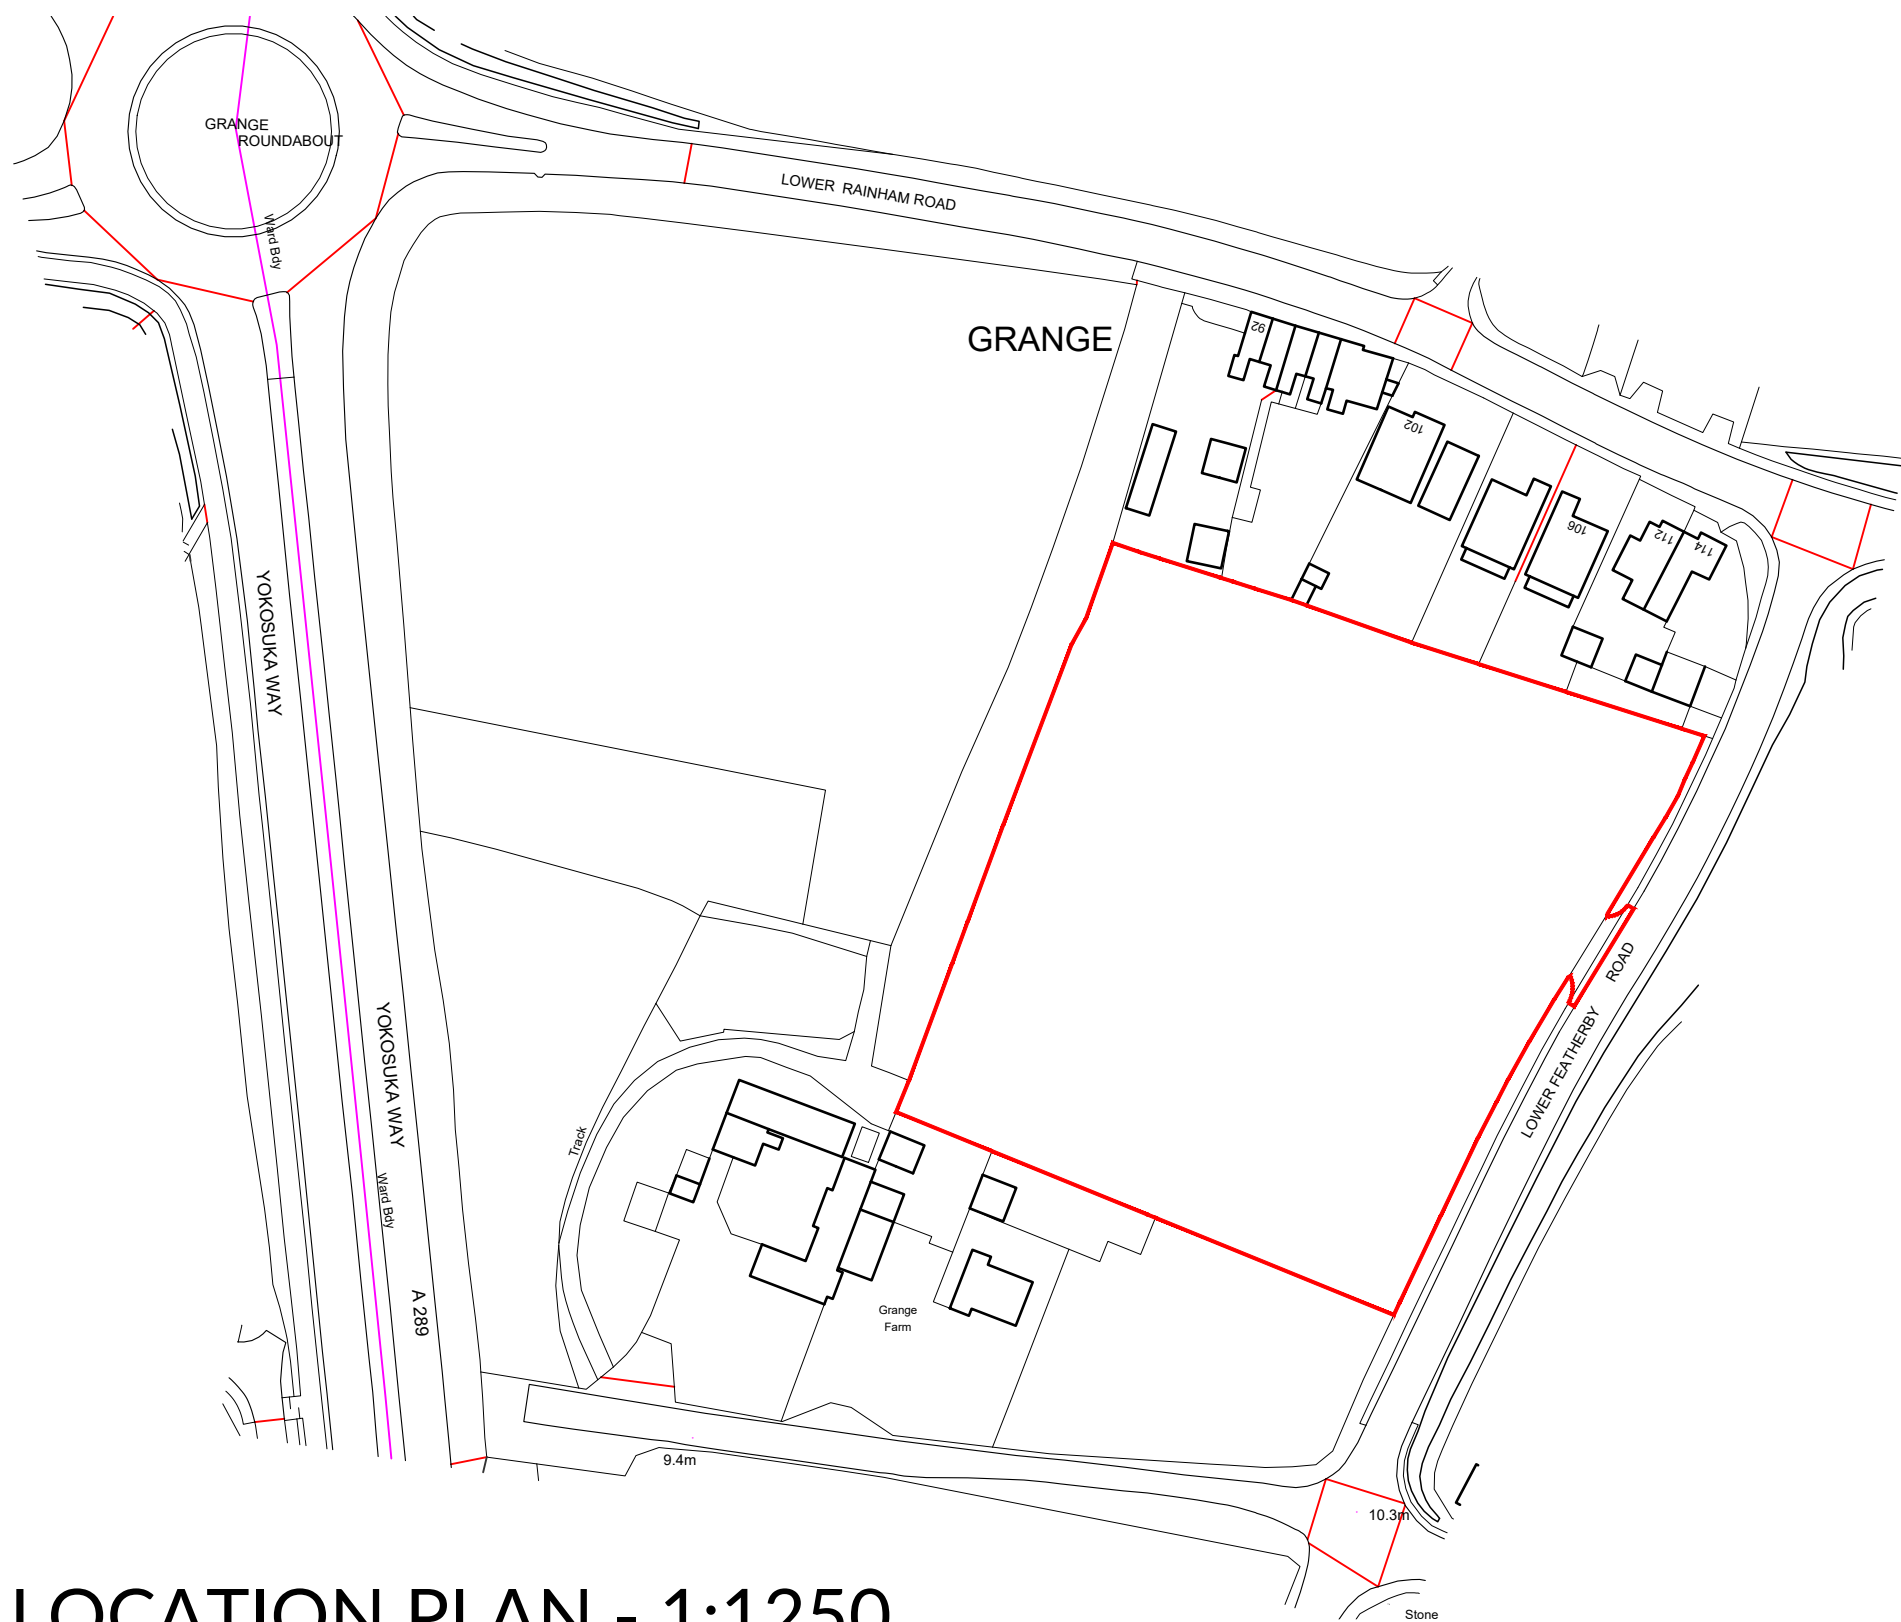 GRANGE
ROUNDABOUT
Ward Bdy
LOWER RAINHAM ROAD
GRANGE
92
102
106
112
114
YOKOSUKA WAY
YOKOSUKA WAY
Ward Bdy
A 289
Track
LOWER FEATHERBY ROAD
Grange
Farm
9.4m
10.3m
LOCATION PLAN - 1:1250
Stone